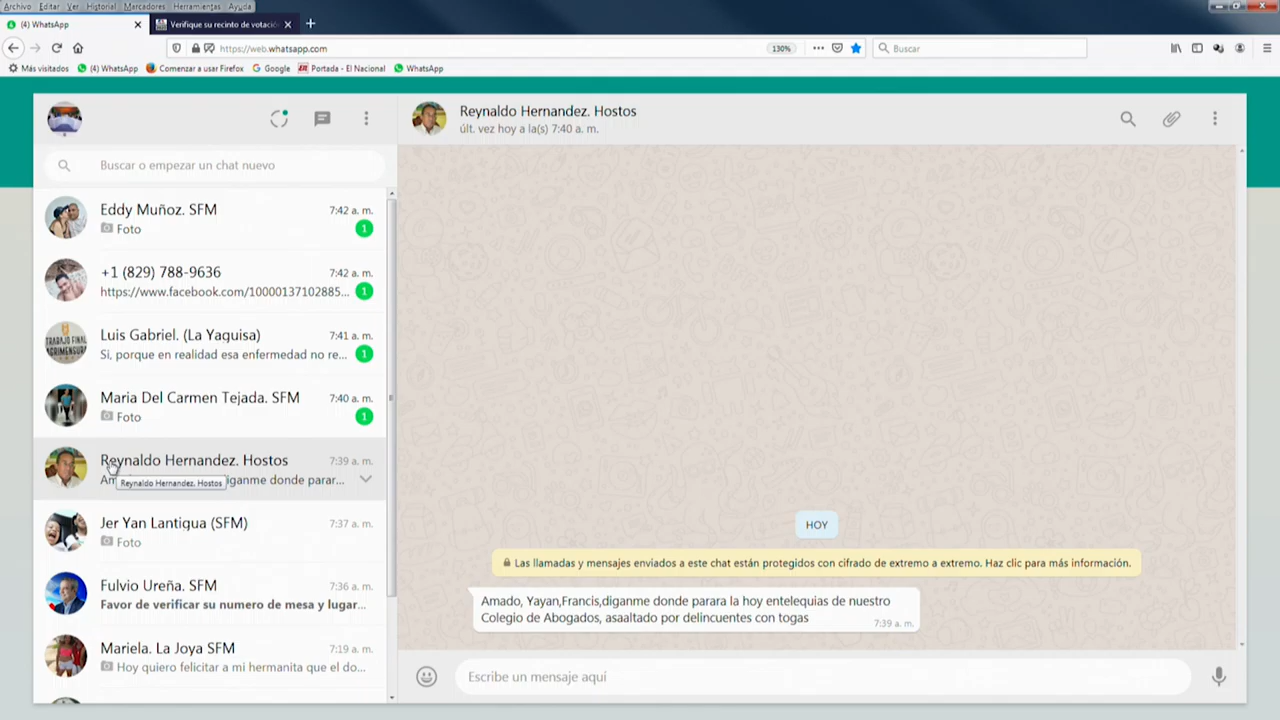 Archivo Editar Ver Historial Marcadores Herramientas Ayuda
(4) WhatsApp
Verifique su recinto de votació
https://web.whatsapp.com
130%
Buscar
Más visitados
(4) WhatsApp
Comenzar a usar Firefox
Google
Portada - El Nacional
WhatsApp
Buscar o empezar un chat nuevo
Eddy Muñoz. SFM 7:42 a. m.
Foto 1
+1 (829) 788-9636 7:42 a. m.
https://www.facebook.com/10000137102885... 1
Luis Gabriel. (La Yaguisa) 7:41 a. m.
Si, porque en realidad esa enfermedad no re... 1
TRABAJO FINAL
AGRIMENSURA
Maria Del Carmen Tejada. SFM 7:40 a. m.
Foto 1
Reynaldo Hernandez. Hostos 7:39 a. m.
Am diganme donde parar...
Reynaldo Hernandez. Hostos
Jer Yan Lantigua (SFM) 7:37 a. m.
Foto
Fulvio Ureña. SFM 7:36 a. m.
Favor de verificar su numero de mesa y lugar...
Mariela. La Joya SFM 7:19 a. m.
Hoy quiero felicitar a mi hermanita que el do...
Reynaldo Hernandez. Hostos
últ. vez hoy a la(s) 7:40 a. m.
HOY
Las llamadas y mensajes enviados a este chat están protegidos con cifrado de extremo a extremo. Haz clic para más información.
Amado, Yayan,Francis,diganme donde parara la hoy entelequias de nuestro
Colegio de Abogados, asaaltado por delincuentes con togas
7:39 a. m.
Escribe un mensaje aquí